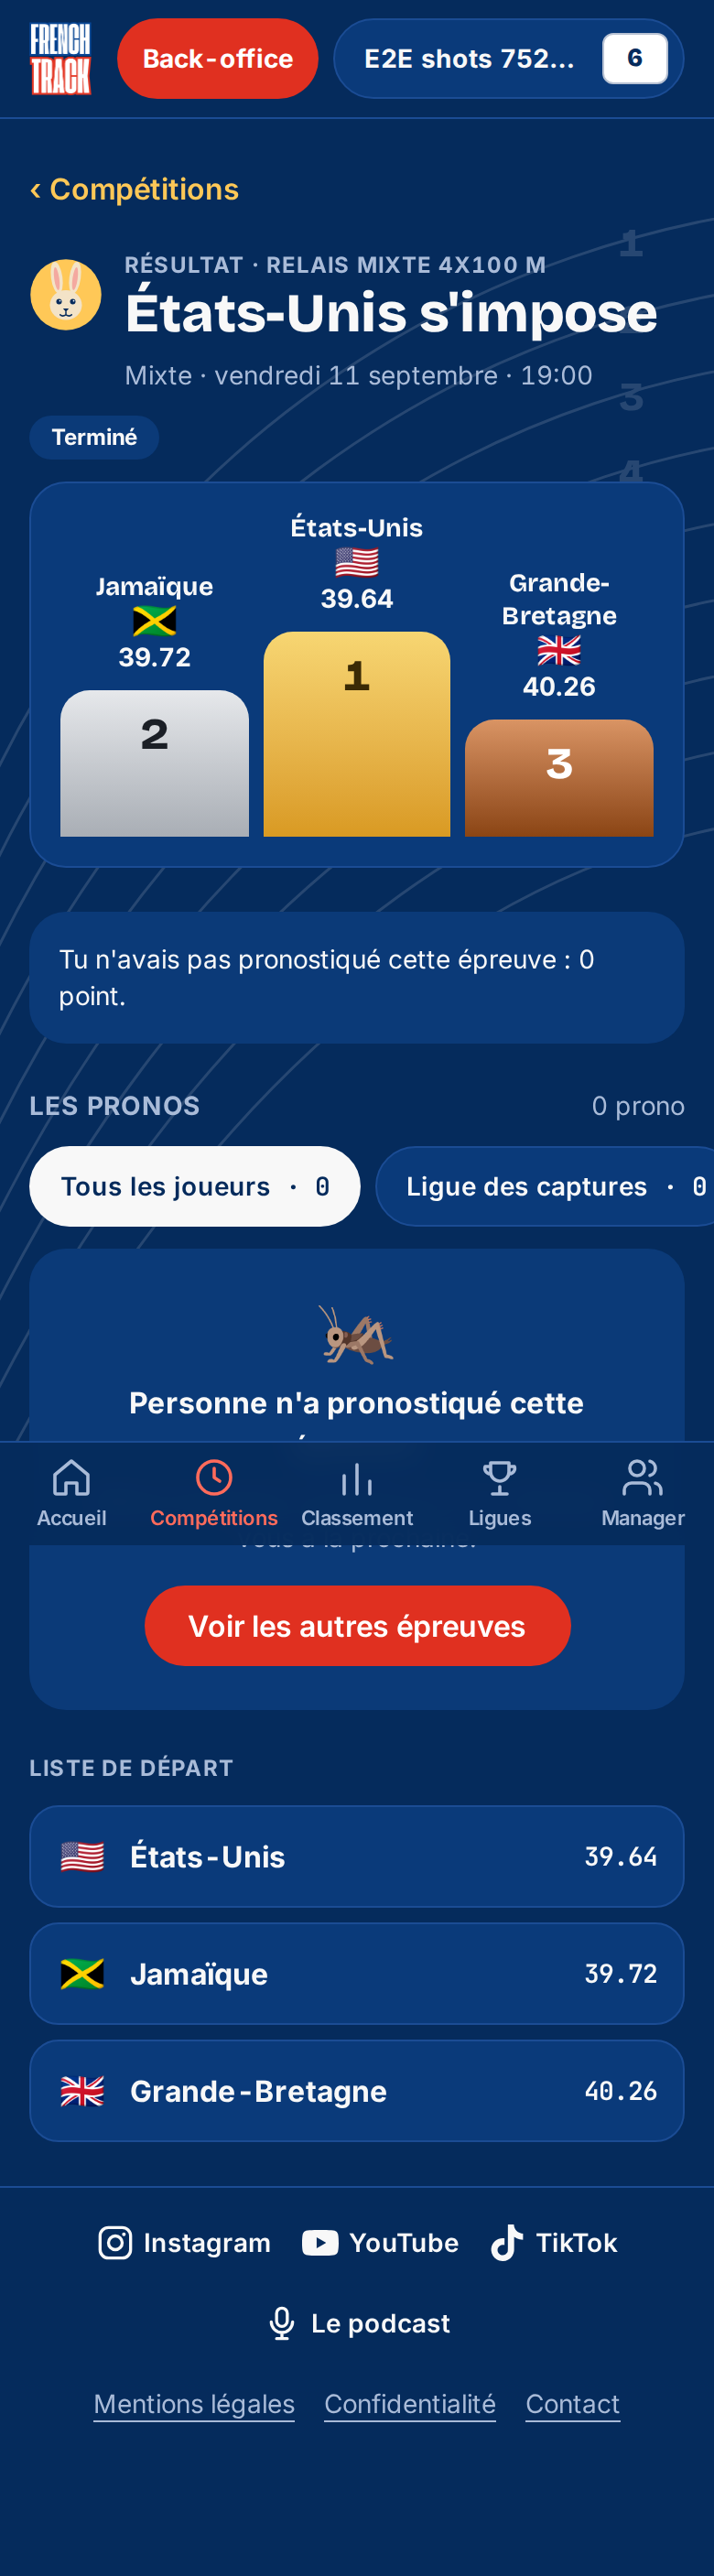 FRENCH
TRACK
Back-office
E2E shots 752...
6
‹ Compétitions
RÉSULTAT · RELAIS MIXTE 4X100 M
États-Unis s'impose
Mixte · vendredi 11 septembre · 19:00
Terminé
1
3
4
États-Unis
39.64
1
Jamaïque
39.72
2
Grande-
Bretagne
40.26
3
Tu n'avais pas pronostiqué cette épreuve : 0
point.
LES PRONOS
0 prono
Tous les joueurs · 0
Ligue des captures · 0
Personne n'a pronostiqué cette
Accueil
Compétitions
Classement
Ligues
Manager
Voir les autres épreuves
LISTE DE DÉPART
États-Unis
39.64
Jamaïque
39.72
Grande-Bretagne
40.26
Instagram
YouTube
TikTok
Le podcast
Mentions légales
Confidentialité
Contact